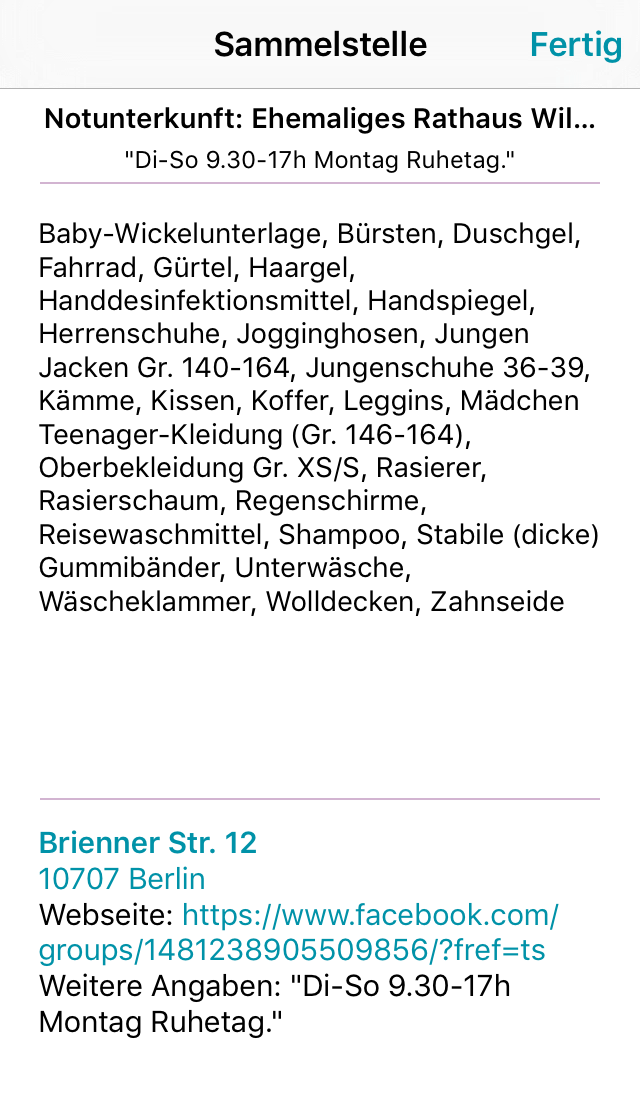 Sammelstelle
Fertig
Notunterkunft: Ehemaliges Rathaus Wil...
"Di-So 9.30-17h Montag Ruhetag."
Baby-Wickelunterlage, Bürsten, Duschgel,
Fahrrad, Gürtel, Haargel,
Handdesinfektionsmittel, Handspiegel,
Herrenschuhe, Jogginghosen, Jungen
Jacken Gr. 140-164, Jungenschuhe 36-39,
Kämme, Kissen, Koffer, Leggins, Mädchen
Teenager-Kleidung (Gr. 146-164),
Oberbekleidung Gr. XS/S, Rasierer,
Rasierschaum, Regenschirme,
Reisewaschmittel, Shampoo, Stabile (dicke)
Gummibänder, Unterwäsche,
Wäscheklammer, Wolldecken, Zahnseide
Brienner Str. 12
10707 Berlin
Webseite: https://www.facebook.com/
groups/1481238905509856/?fref=ts
Weitere Angaben: "Di-So 9.30-17h
Montag Ruhetag."